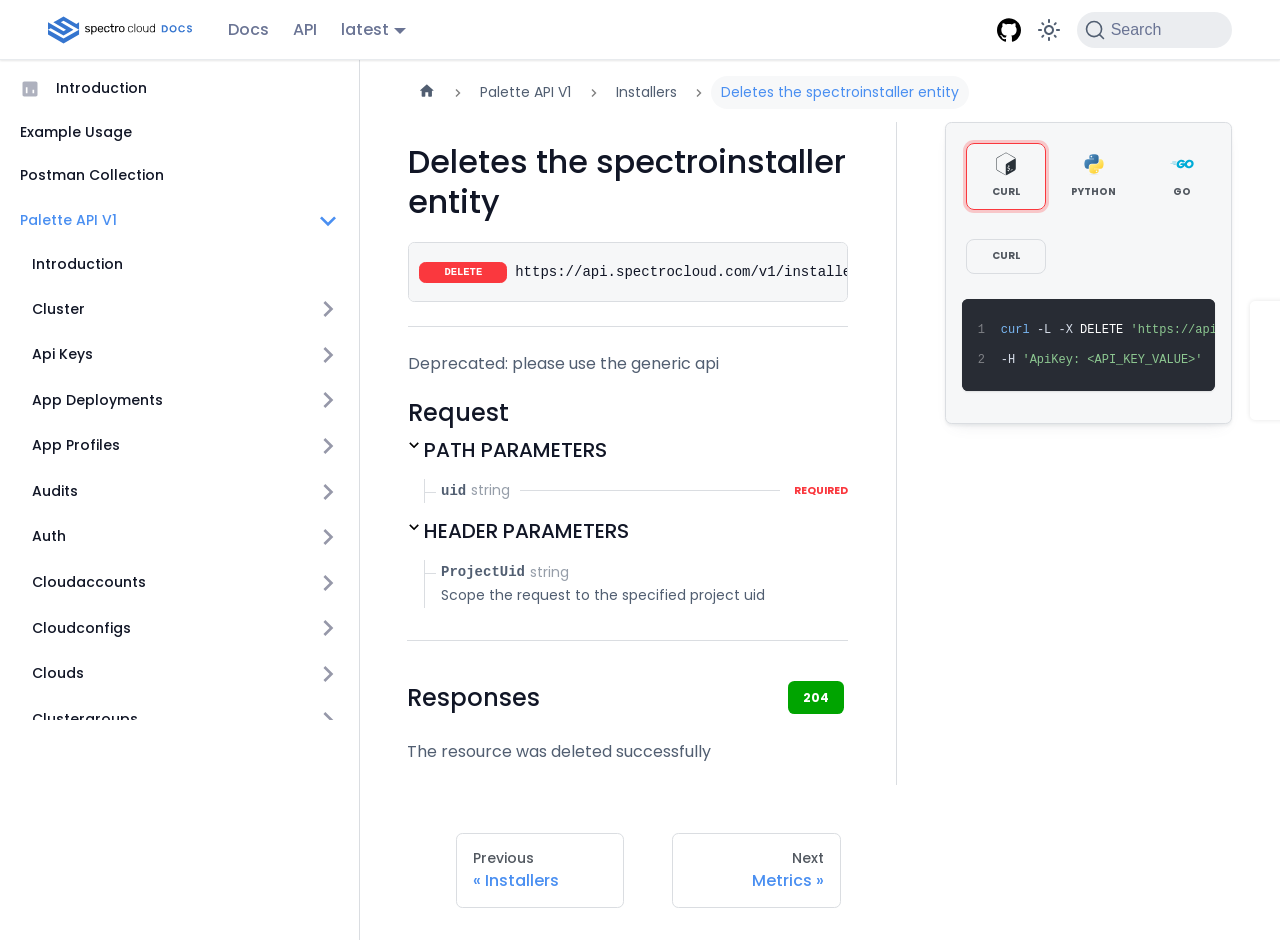 spectro cloud DOCS
Docs
API
latest
Search
Introduction
Example Usage
Postman Collection
Palette API V1
Introduction
Cluster
Api Keys
App Deployments
App Profiles
Audits
Auth
Cloudaccounts
Cloudconfigs
Clouds
Clustergroups
Palette API V1
Installers
Deletes the spectroinstaller entity
Deletes the spectroinstaller
entity
DELETE https://api.spectrocloud.com/v1/installe
Deprecated: please use the generic api
Request
PATH PARAMETERS
uid string REQUIRED
HEADER PARAMETERS
ProjectUid string
Scope the request to the specified project uid
Responses
204
The resource was deleted successfully
Previous
« Installers
Next
Metrics »
CURL
PYTHON
GO
GO
CURL
1 curl -L -X DELETE 'https://api
2 -H 'ApiKey: <API_KEY_VALUE>'